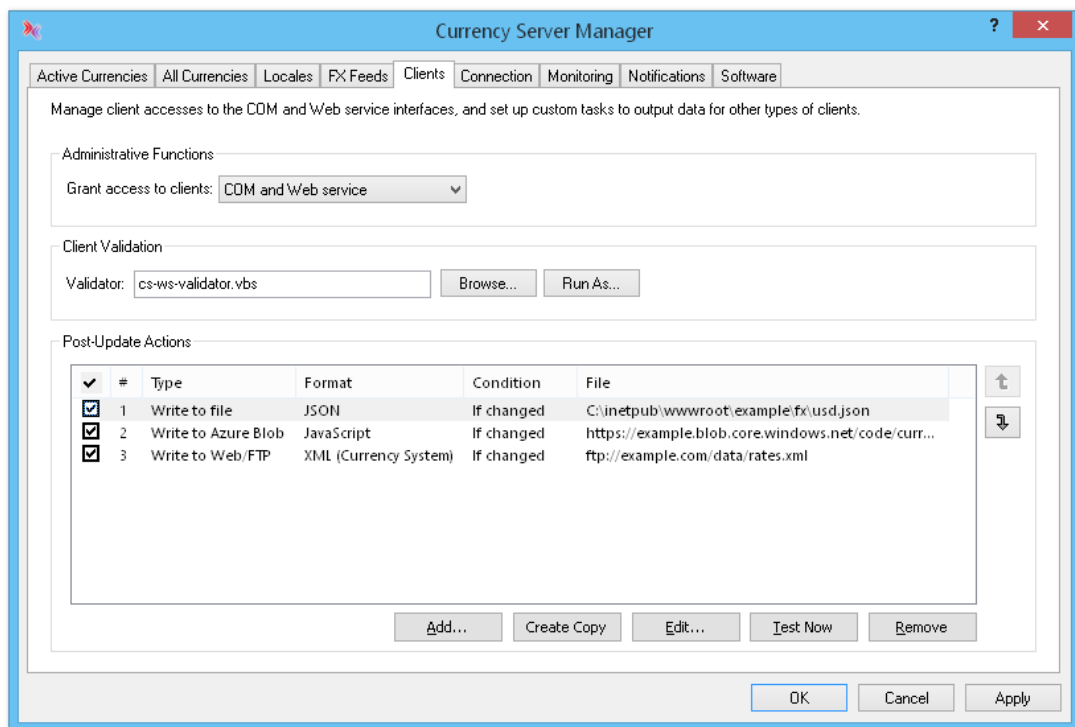 Currency Server Manager
?
Active Currencies All Currencies Locales FX Feeds Clients Connection Monitoring Notifications Software
Manage client accesses to the COM and Web service interfaces, and set up custom tasks to output data for other types of clients.
Administrative Functions
Grant access to clients: COM and Web service
Client Validation
Validator: cs-ws-validator.vbs Browse... Run As...
Post-Update Actions
# Type Format Condition File
1 Write to file JSON If changed C:\inetpub\wwwroot\example\fx\usd.json
2 Write to Azure Blob JavaScript If changed https://example.blob.core.windows.net/code/curr...
3 Write to Web/FTP XML (Currency System) If changed ftp://example.com/data/rates.xml
Add... Create Copy Edit... Test Now Remove
OK Cancel Apply